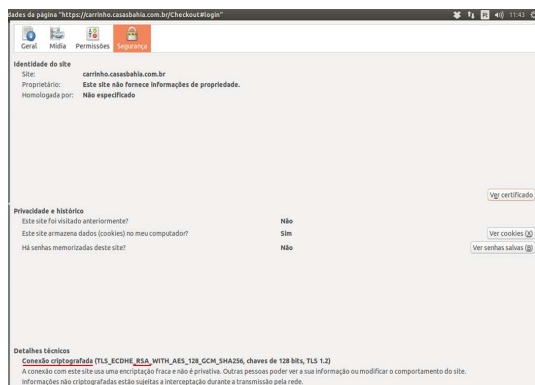 dades da página "https://carrinho.casasbahia.com.br/Checkout#login"
Pt 11:43
Geral Mídia Permissões Segurança
Identidade do site
Site: carrinho.casasbahia.com.br
Proprietário: Este site não fornece informações de propriedade.
Homologada por: Não especificado
Ver certificado
Privacidade e histórico
Este site foi visitado anteriormente? Não
Este site armazena dados (cookies) no meu computador? Sim Ver cookies (X)
Há senhas memorizadas deste site? Não Ver senhas salvas (B)
Detalhes técnicos
Conexão criptografada (TLS_ECDHE_RSA_WITH_AES_128_GCM_SHA256, chaves de 128 bits, TLS 1.2)
A conexão com este site usa uma encriptação fraca e não é privativa. Outras pessoas poder ver a sua informação ou modificar o comportamento do site.
Informações não criptografadas estão sujeitas a interceptação durante a transmissão pela rede.